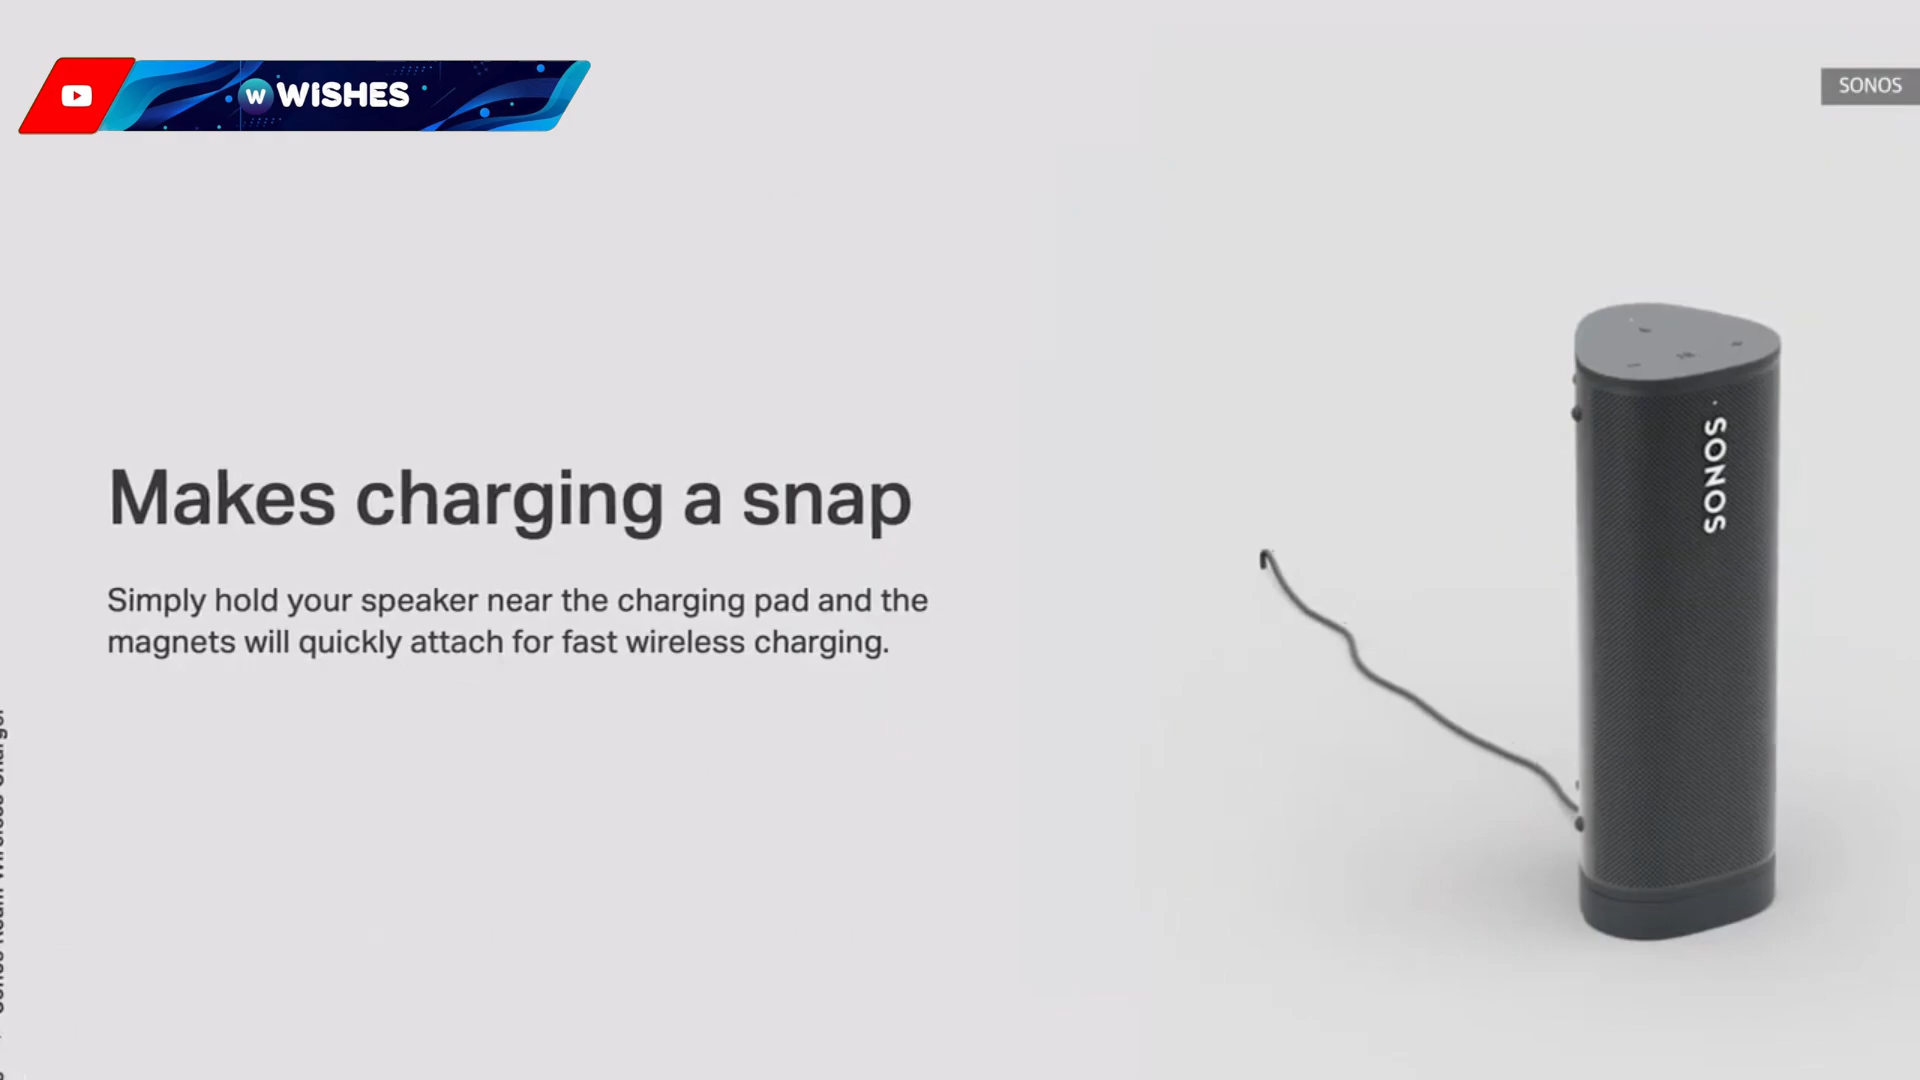 WISHES
SONOS
SONOS
Makes charging a snap
Simply hold your speaker near the charging pad and the
magnets will quickly attach for fast wireless charging.